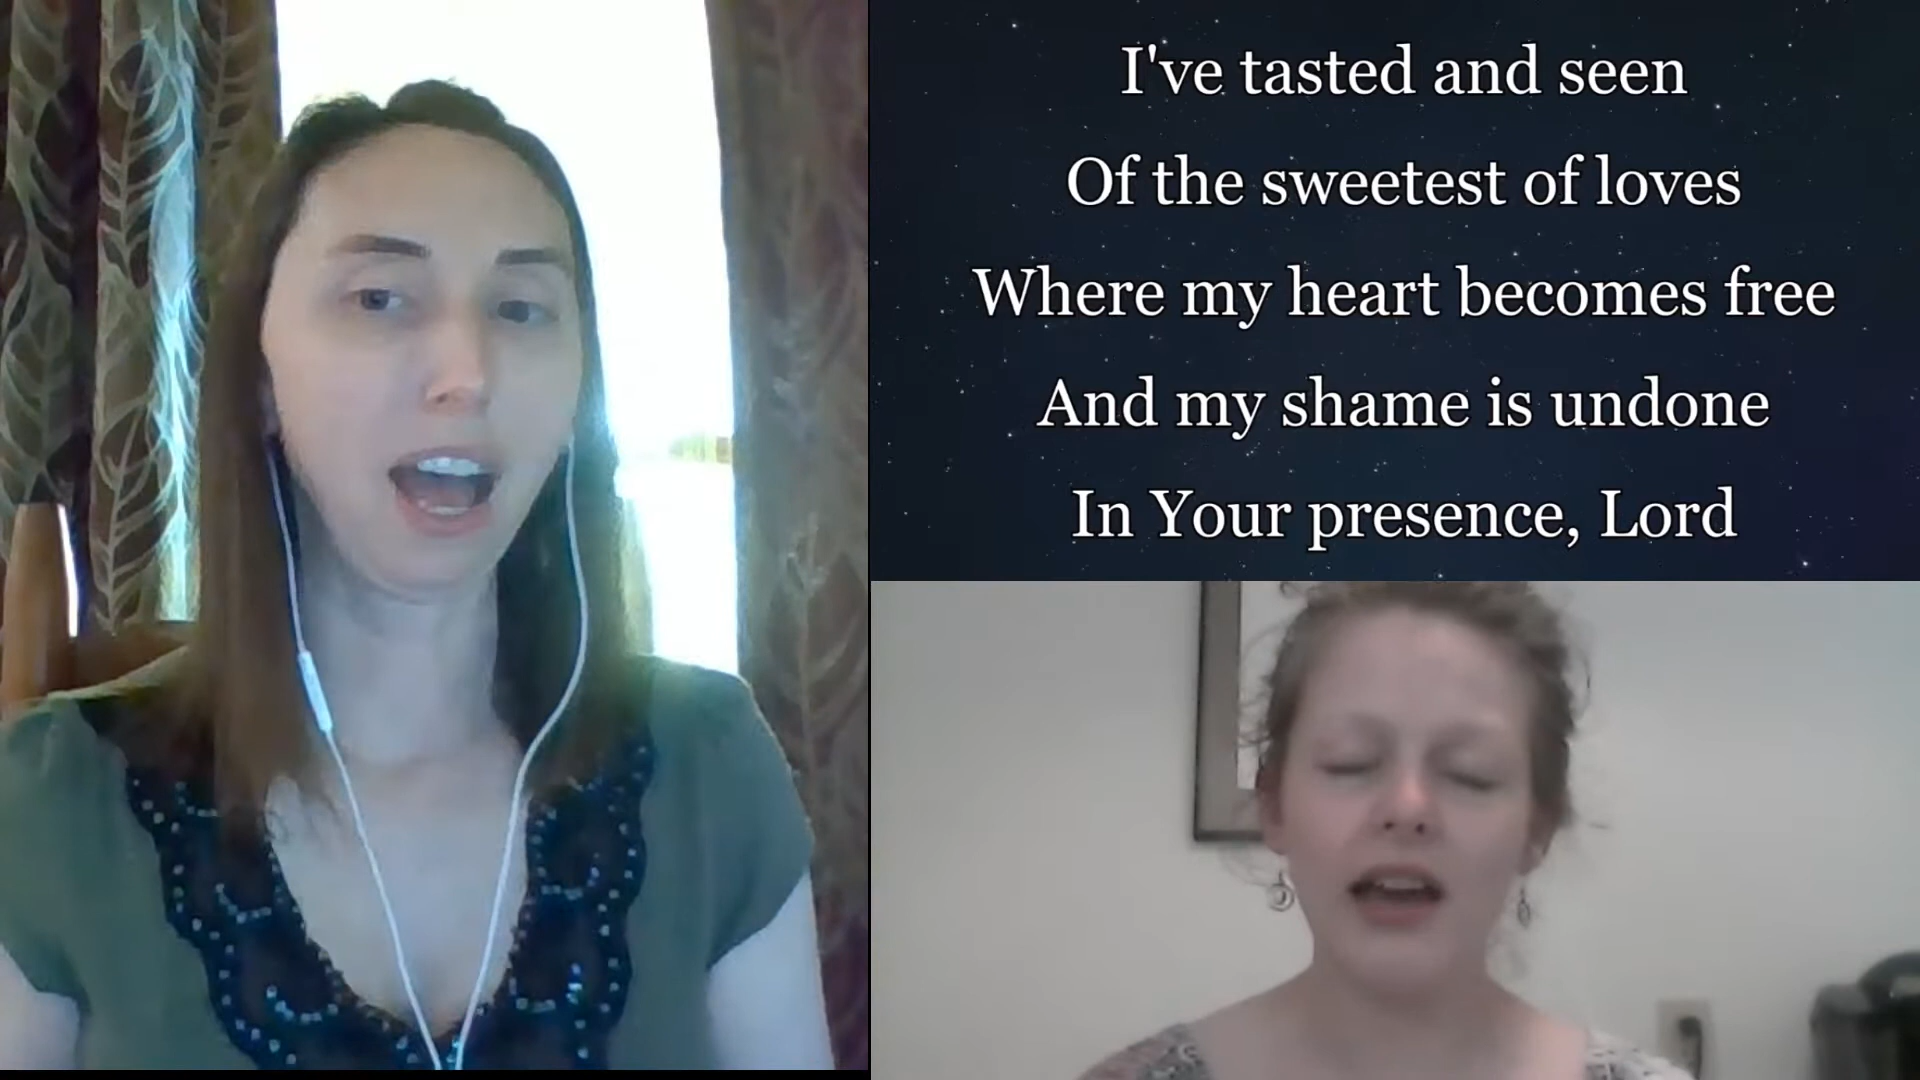 I've tasted and seen
Of the sweetest of loves
Where my heart becomes free
And my shame is undone
In Your presence, Lord